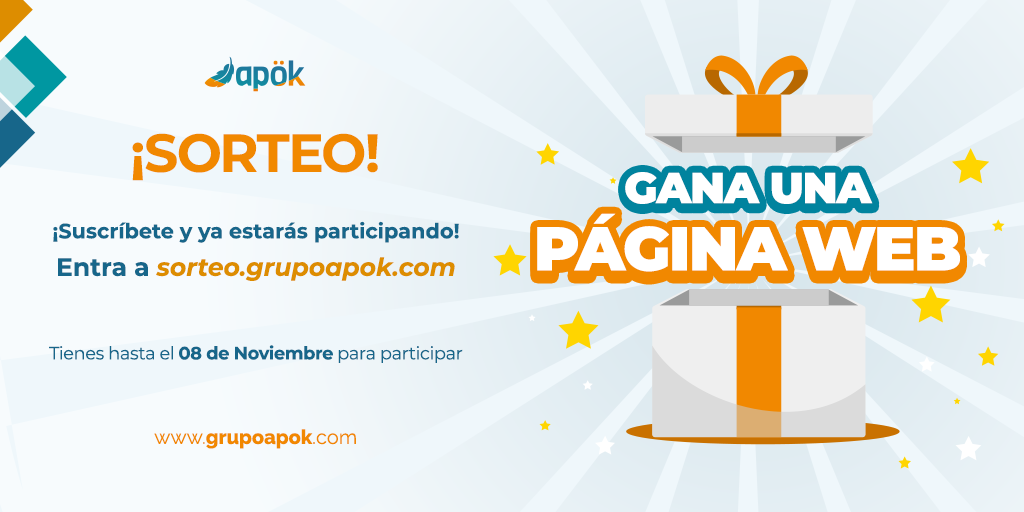 apök
¡SORTEO!
¡Suscríbete y ya estarás participando!
Entra a sorteo.grupoapok.com
Tienes hasta el 08 de Noviembre para participar
www.grupoapok.com
GANA UNA
PÁGINA WEB